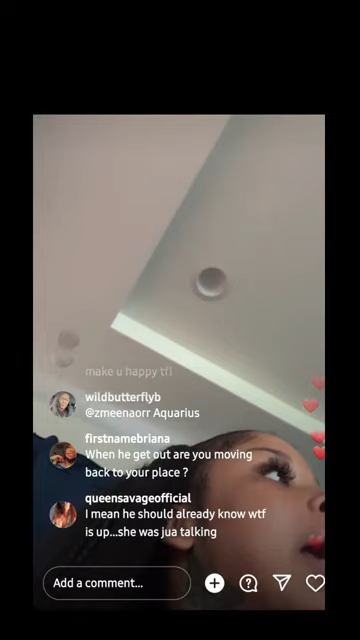 make u happy tfl
wildbutterflyb
@zmeenaorr Aquarius
firstnamebriana
When he get out are you moving
back to your place ?
queensavageofficial
I mean he should already know wtf
is up...she was jua talking
Add a comment...